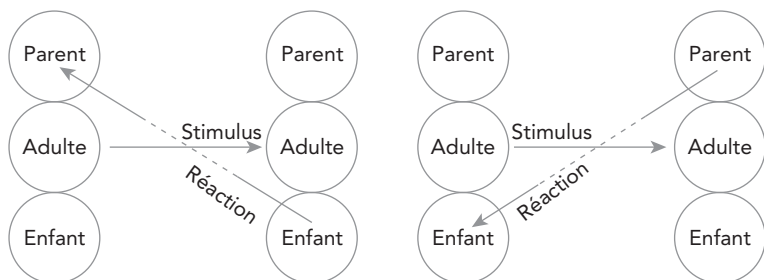 Parent
Parent
Stimulus
Adulte
Adulte
Réaction
Enfant
Enfant
Parent
Parent
Stimulus
Adulte
Adulte
Réaction
Enfant
Enfant